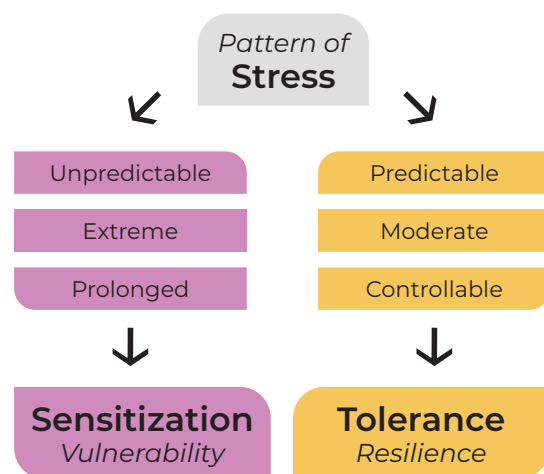 Pattern of
Stress
Unpredictable
Extreme
Prolonged
Predictable
Moderate
Controllable
Sensitization
Vulnerability
Tolerance
Resilience